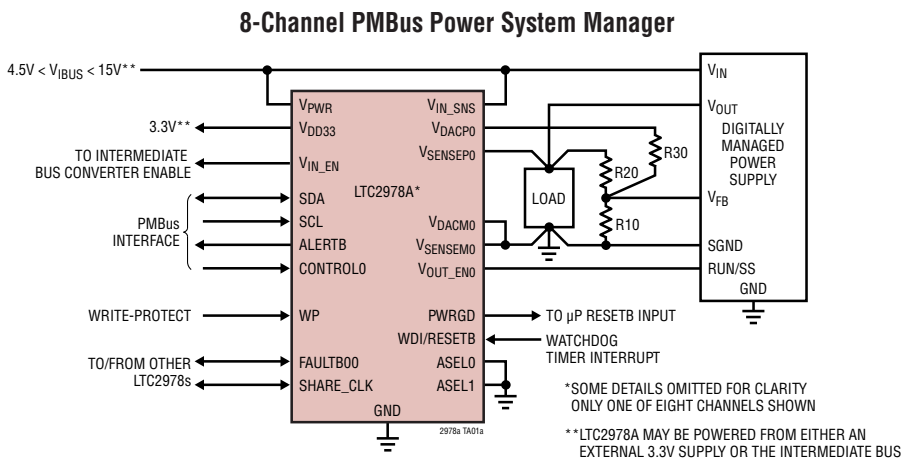 8-Channel PMBus Power System Manager
4.5V < VIBUS < 15V**
3.3V**
TO INTERMEDIATE
BUS CONVERTER ENABLE
PMBus
INTERFACE
WRITE-PROTECT
TO/FROM OTHER
LTC2978s
VPWR
VDD33
VIN_EN
SDA
SCL
ALERTB
CONTROL0
WP
FAULTB00
SHARE_CLK
GND
LTC2978A*
VIN_SNS
VDACP0
VSENSEP0
VDACM0
VSENSEM0
VOUT_EN0
PWRGD
WDI/RESETB
ASEL0
ASEL1
2978a TA01a
LOAD
R20
R30
R10
VIN
VOUT
DIGITALLY
MANAGED
POWER
SUPPLY
VFB
SGND
RUN/SS
GND
TO µP RESETB INPUT
WATCHDOG
TIMER INTERRUPT
*SOME DETAILS OMITTED FOR CLARITY
ONLY ONE OF EIGHT CHANNELS SHOWN
**LTC2978A MAY BE POWERED FROM EITHER AN
EXTERNAL 3.3V SUPPLY OR THE INTERMEDIATE BUS